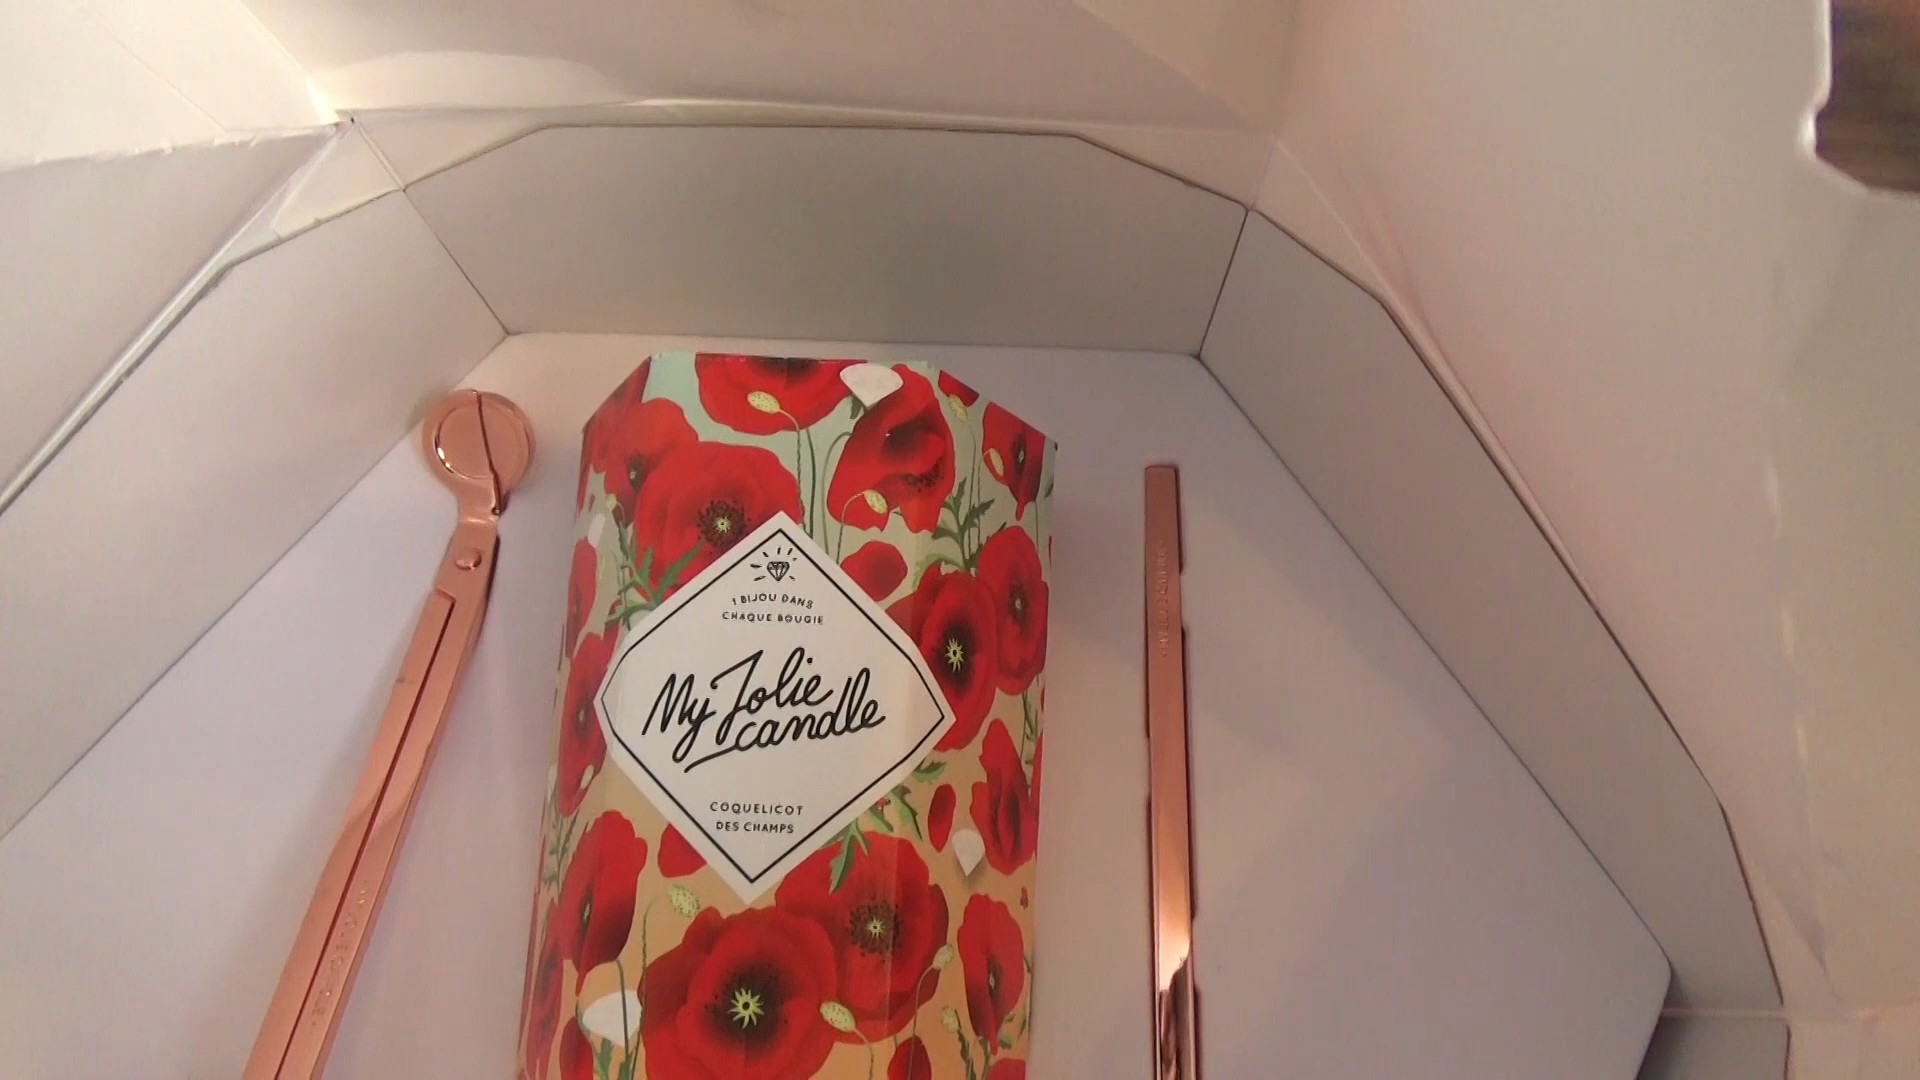 1 BIJOU DANS
CHAQUE BOUGIE
My Jolie
candle
COQUELICOT
DES CHAMPS